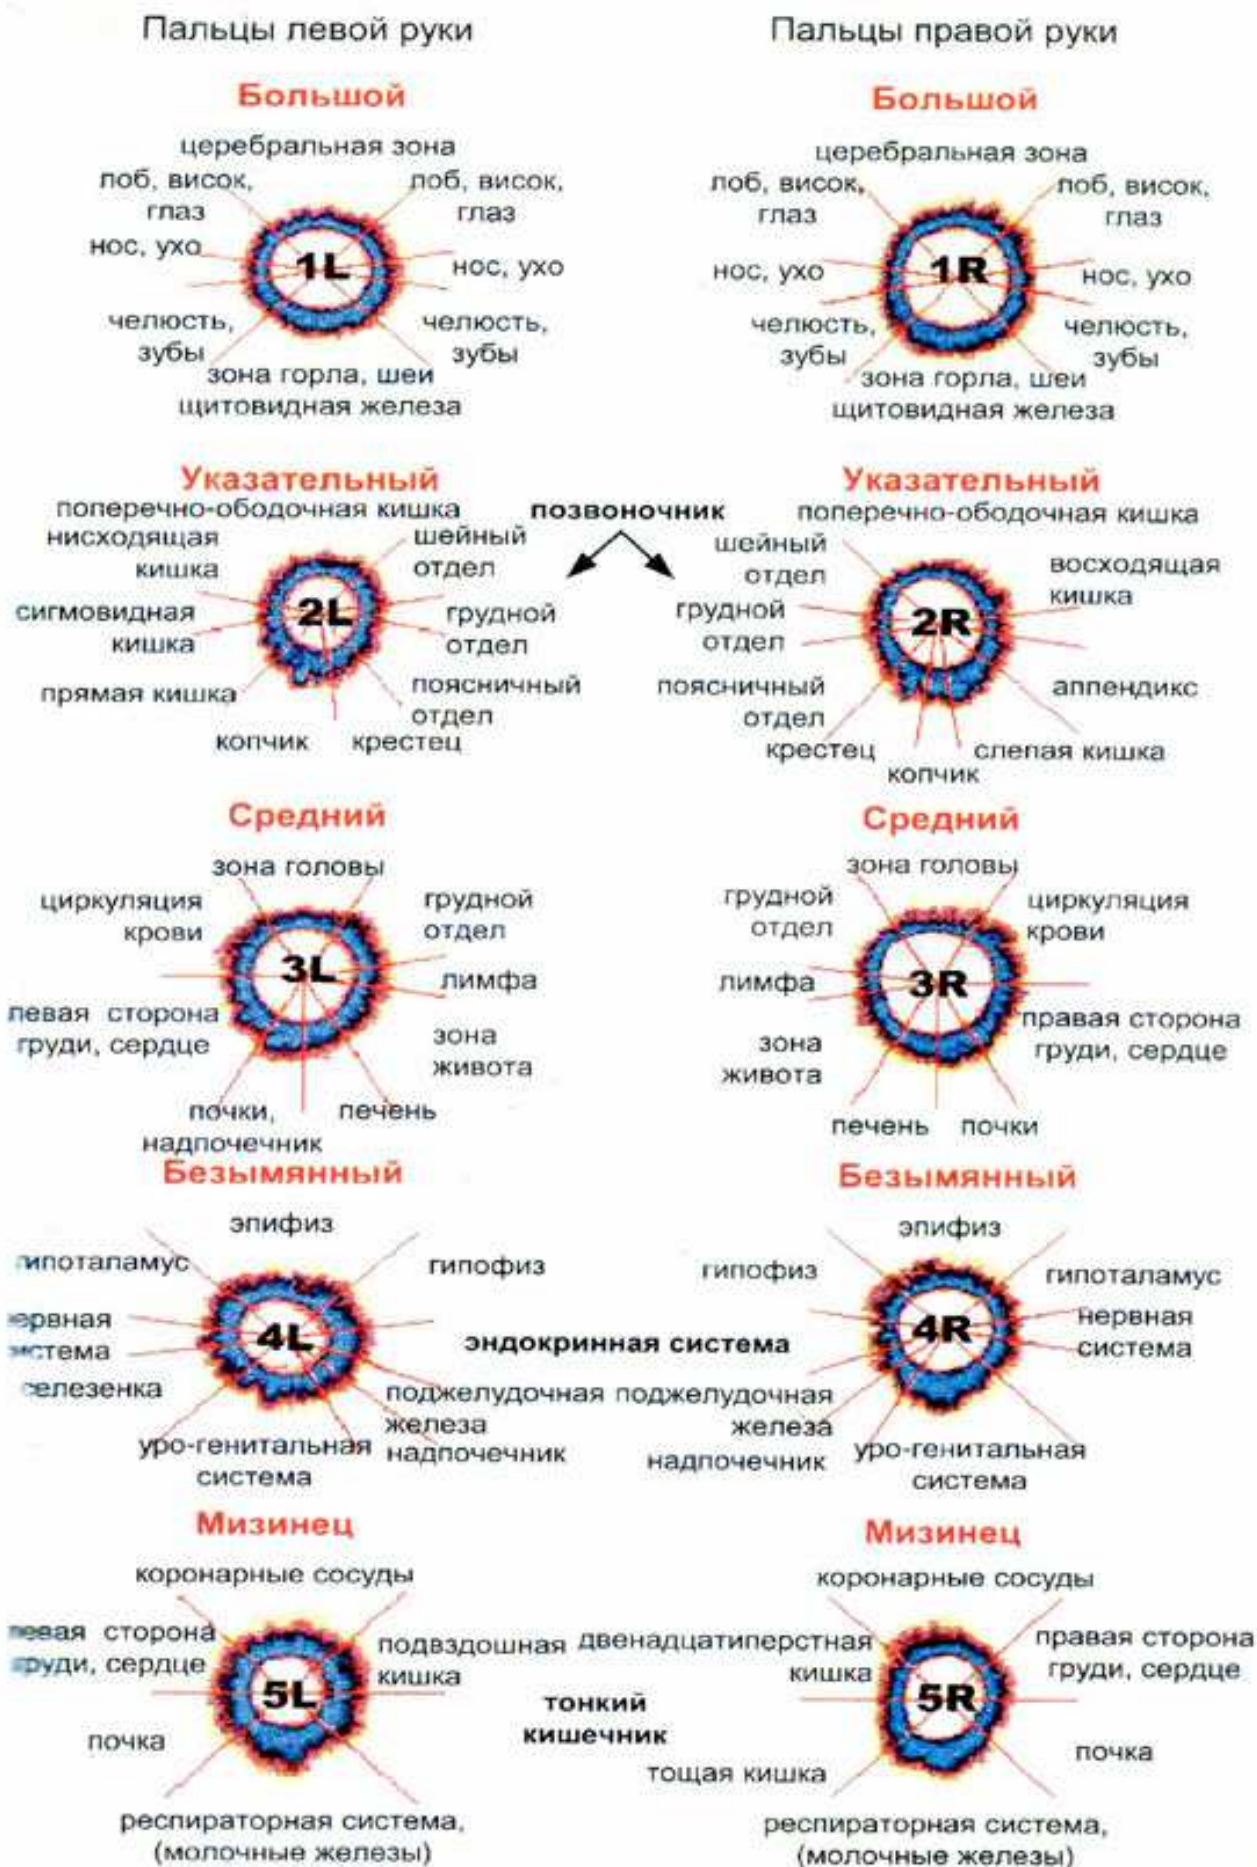 Пальцы левой руки
Пальцы правой руки
Большой
церебральная зона
лоб, висок,
глаз
лоб, висок,
глаз
нос, ухо
1L
нос, ухо
челюсть,
зубы
челюсть,
зубы
зона горла, шеи
щитовидная железа
Большой
церебральная зона
лоб, висок,
глаз
лоб, висок,
глаз
нос, ухо
1R
нос, ухо
челюсть,
зубы
челюсть,
зубы
зона горла, шеи
щитовидная железа
Указательный
поперечно-ободочная кишка
нисходящая
кишка
шейный
отдел
сигмовидная
кишка
2L
грудной
отдел
прямая кишка
поясничный
отдел
копчик
крестец
позвоночник
Указательный
поперечно-ободочная кишка
шейный
отдел
восходящая
кишка
грудной
отдел
2R
поясничный
отдел
аппендикс
крестец
слепая кишка
копчик
Средний
зона головы
циркуляция
крови
грудной
отдел
3L
лимфа
левая сторона
груди, сердце
зона
живота
почки,
надпочечник
печень
Средний
зона головы
грудной
отдел
циркуляция
крови
лимфа
3R
правая сторона
груди, сердце
зона
живота
печень
почки
Безымянный
эпифиз
гипоталамус
гипофиз
нервная
система
4L
селезенка
поджелудочная
железа
надпочечник
уро-генитальная
система
эндокринная система
Безымянный
эпифиз
гипофиз
гипоталамус
4R
нервная
система
поджелудочная
железа
надпочечник
уро-генитальная
система
Мизинец
коронарные сосуды
левая сторона
груди, сердце
подвздошная
кишка
5L
почка
респираторная система,
(молочные железы)
тонкий
кишечник
Мизинец
коронарные сосуды
двенадцатиперстная
кишка
правая сторона
груди, сердце
5R
тощая кишка
почка
респираторная система,
(молочные железы)